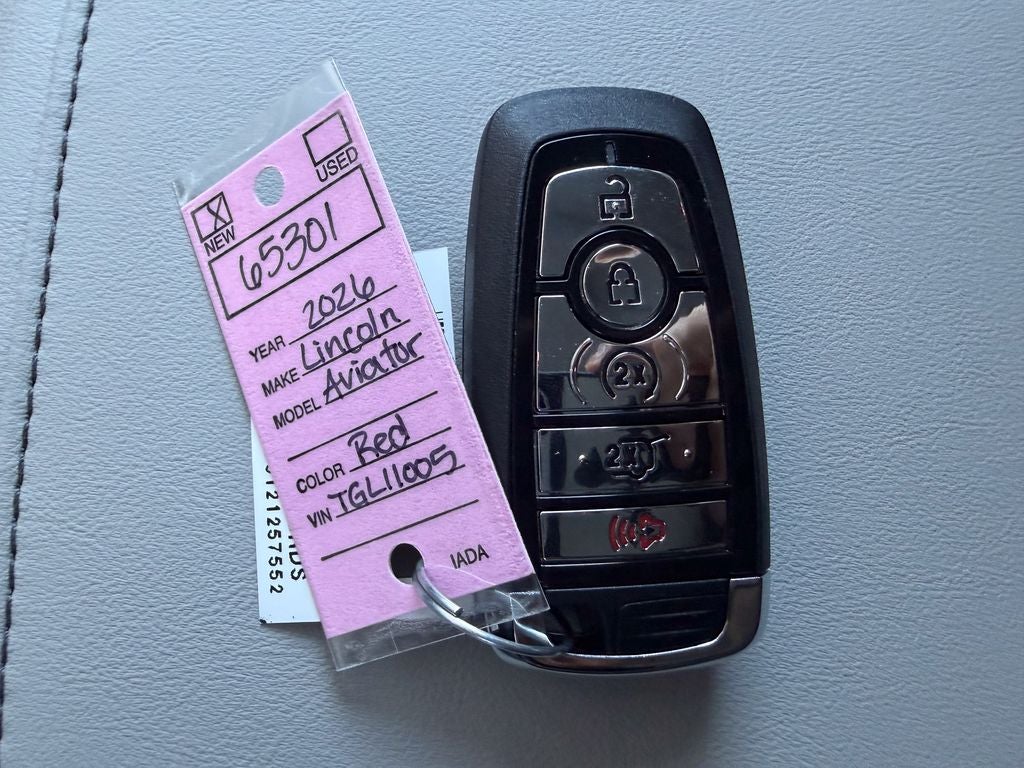 USED
X
NEW
65301
YEAR 2026
MAKE Lincoln
MODEL Aviator
COLOR Red
VIN TGL11005
IADA
2X
2X